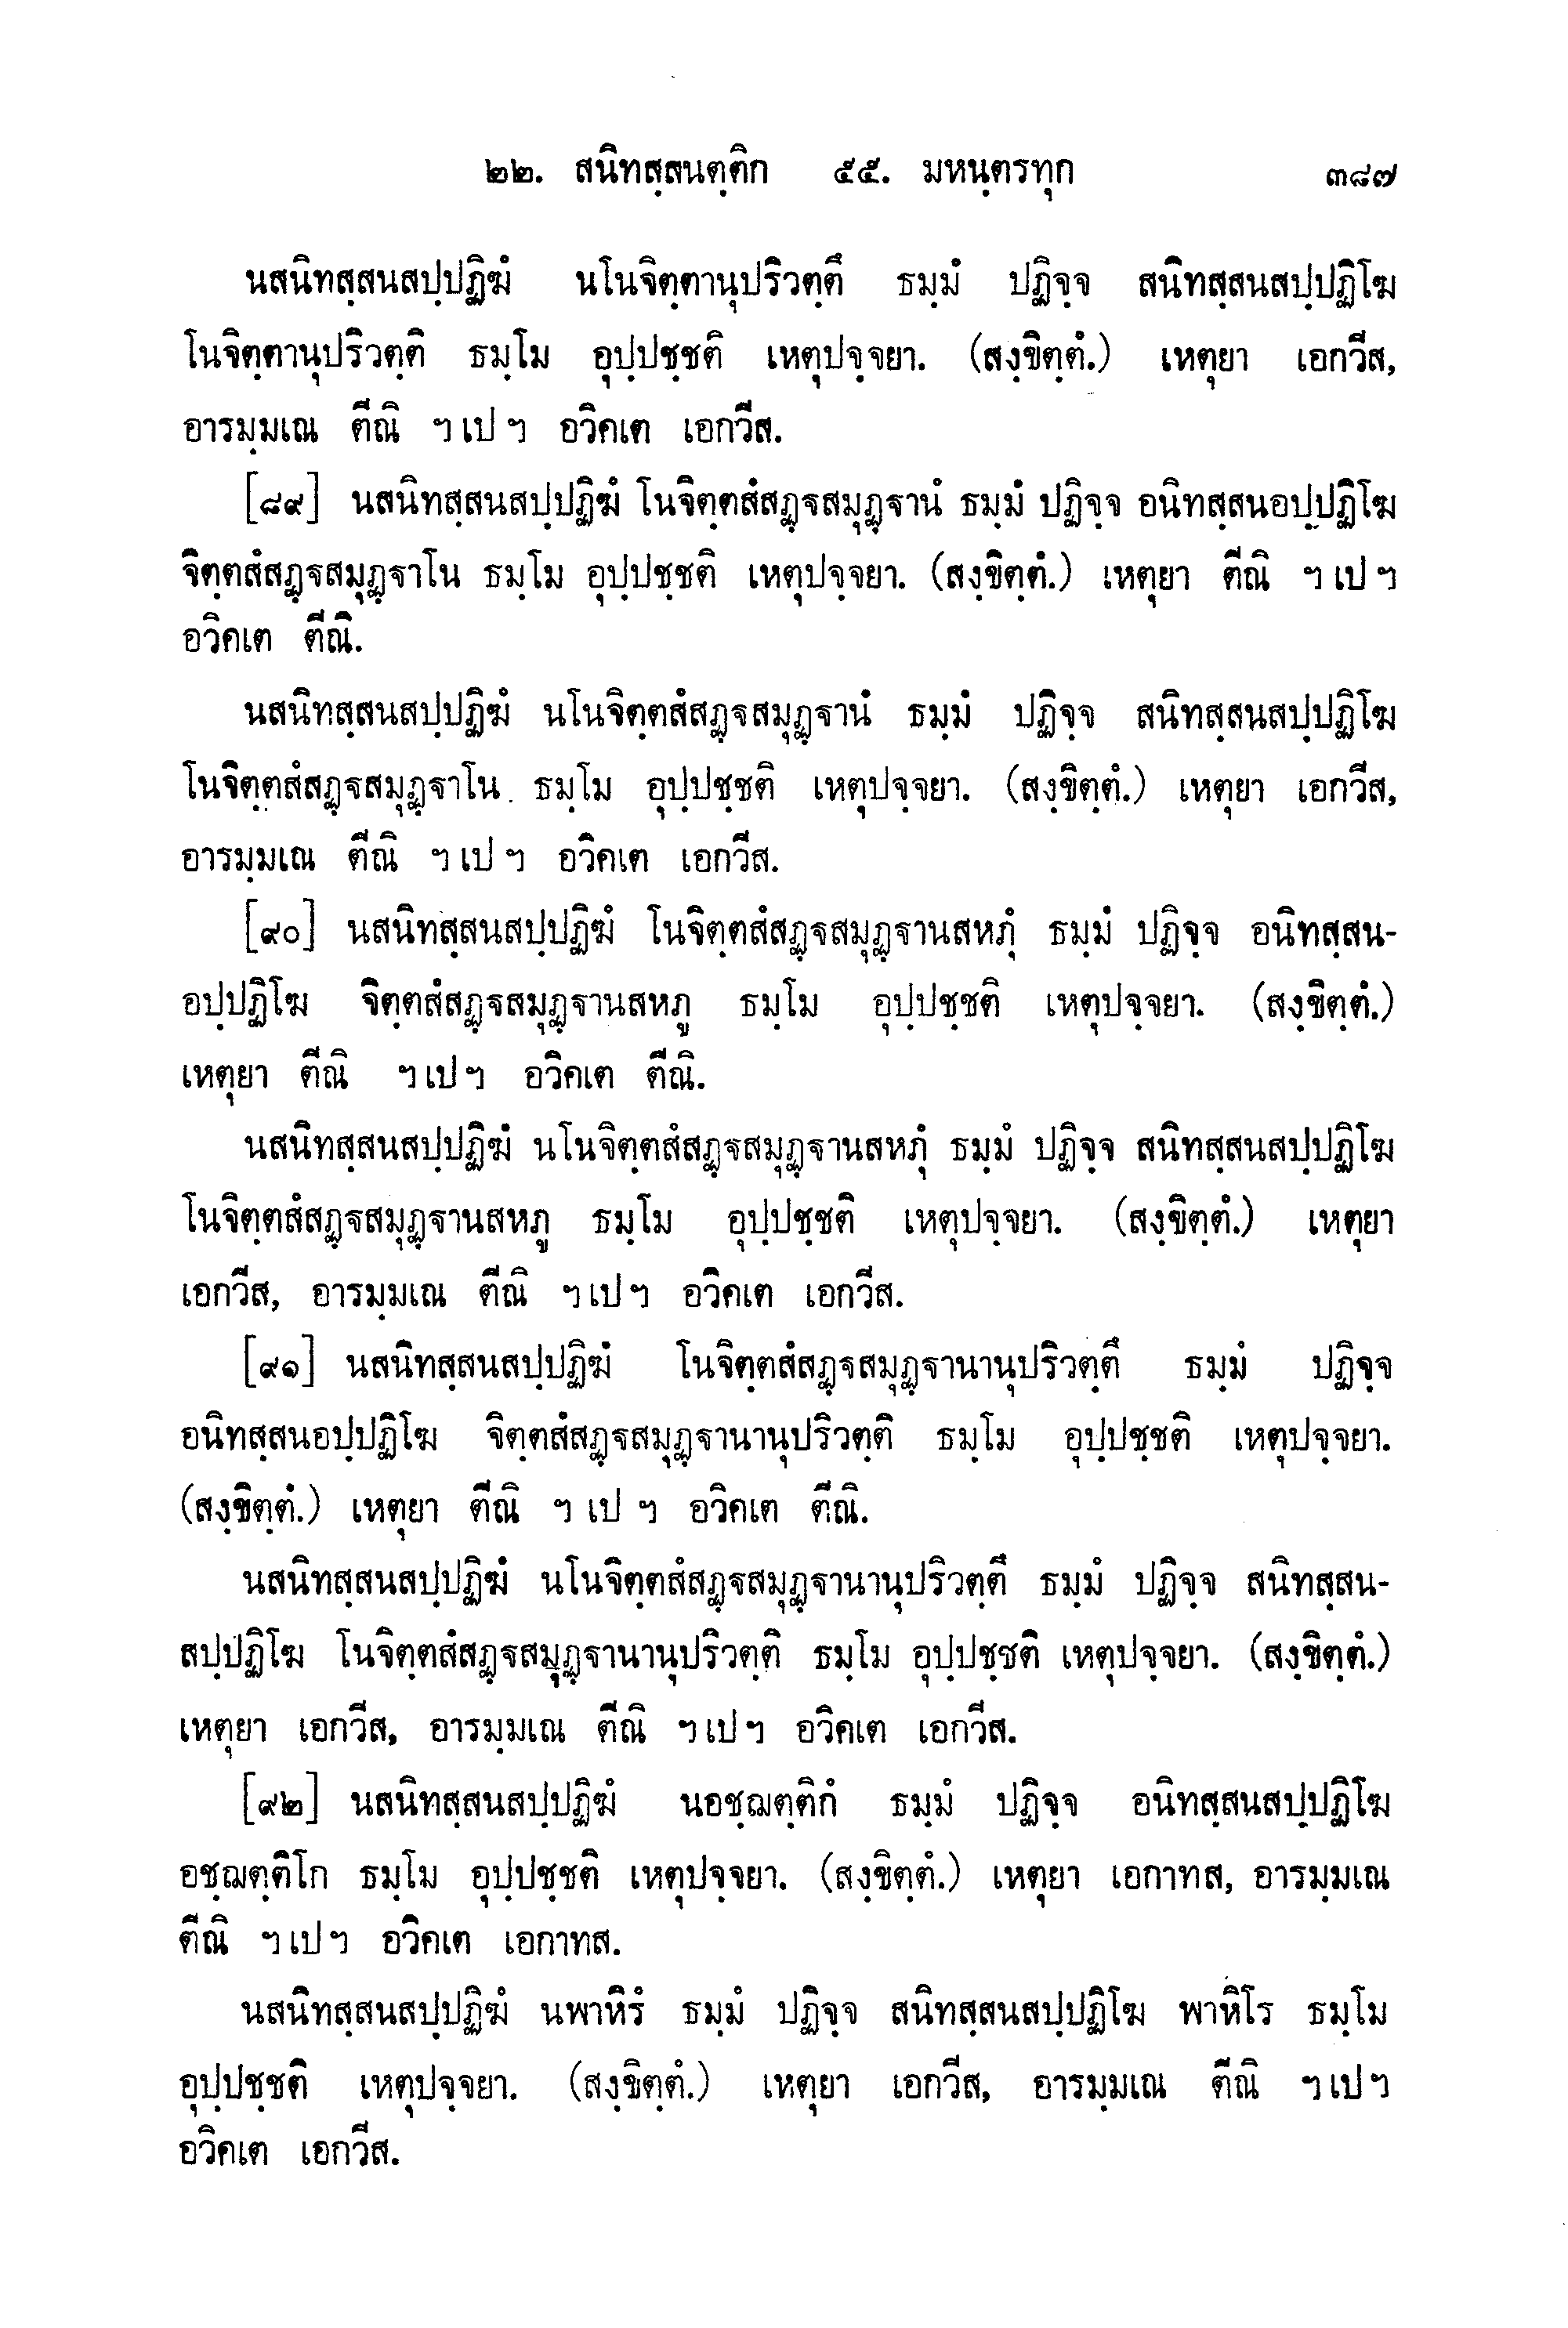 ๒๒. สนิทสฺสนตฺติก ๕๕. มหนฺตรทุก ๓๘๗
นสนิทสฺสนสปฺปฏิฆํ นโนจิตฺตานุปริวตฺตึ ธมฺมํ ปฏิจฺจ สนิทสฺสนสปฺปฏิโฆ
โนจิตฺตานุปริวตฺติ ธมฺโม อุปฺปชฺชติ เหตุปจฺจยา. (สงฺขิตฺตํ.) เหตุยา เอกวีส,
อารมฺมเณ ตีณิ ฯ เป ฯ อวิคเต เอกวีส.
[๘๙] นสนิทสฺสนสปฺปฏิฆํ โนจิตฺตสํสฏฺฐสมุฏฺฐานํ ธมฺมํ ปฏิจฺจ อนิทสฺสนอปฺปฏิโฆ
จิตฺตสํสฏฺฐสมุฏฺฐาโน ธมฺโม อุปฺปชฺชติ เหตุปจฺจยา. (สงฺขิตฺตํ.) เหตุยา ตีณิ ฯ เป ฯ
อวิคเต ตีณิ.
นสนิทสฺสนสปฺปฏิฆํ นโนจิตฺตสํสฏฺฐสมุฏฺฐานํ ธมฺมํ ปฏิจฺจ สนิทสฺสนสปฺปฏิโฆ
โนจิตฺตสํสฏฺฐสมุฏฺฐาโน ธมฺโม อุปฺปชฺชติ เหตุปจฺจยา. (สงฺขิตฺตํ.) เหตุยา เอกวีส,
อารมฺมเณ ตีณิ ฯ เป ฯ อวิคเต เอกวีส.
[๙๐] นสนิทสฺสนสปฺปฏิฆํ โนจิตฺตสํสฏฺฐสมุฏฺฐานสหภุํ ธมฺมํ ปฏิจฺจ อนิทสฺสน-
อปฺปฏิโฆ จิตฺตสํสฏฺฐสมุฏฺฐานสหภู ธมฺโม อุปฺปชฺชติ เหตุปจฺจยา. (สงฺขิตฺตํ.)
เหตุยา ตีณิ ฯ เป ฯ อวิคเต ตีณิ.
นสนิทสฺสนสปฺปฏิฆํ นโนจิตฺตสํสฏฺฐสมุฏฺฐานสหภุํ ธมฺมํ ปฏิจฺจ สนิทสฺสนสปฺปฏิโฆ
โนจิตฺตสํสฏฺฐสมุฏฺฐานสหภู ธมฺโม อุปฺปชฺชติ เหตุปจฺจยา. (สงฺขิตฺตํ.) เหตุยา
เอกวีส, อารมฺมเณ ตีณิ ฯ เป ฯ อวิคเต เอกวีส.
[๙๑] นสนิทสฺสนสปฺปฏิฆํ โนจิตฺตสํสฏฺฐสมุฏฺฐานานุปริวตฺตึ ธมฺมํ ปฏิจฺจ
อนิทสฺสนอปฺปฏิโฆ จิตฺตสํสฏฺฐสมุฏฺฐานานุปริวตฺติ ธมฺโม อุปฺปชฺชติ เหตุปจฺจยา.
(สงฺขิตฺตํ.) เหตุยา ตีณิ ฯ เป ฯ อวิคเต ตีณิ.
นสนิทสฺสนสปฺปฏิฆํ นโนจิตฺตสํสฏฺฐสมุฏฺฐานานุปริวตฺตึ ธมฺมํ ปฏิจฺจ สนิทสฺสน-
สปฺปฏิโฆ โนจิตฺตสํสฏฺฐสมุฏฺฐานานุปริวตฺติ ธมฺโม อุปฺปชฺชติ เหตุปจฺจยา. (สงฺขิตฺตํ.)
เหตุยา เอกวีส, อารมฺมเณ ตีณิ ฯ เป ฯ อวิคเต เอกวีส.
[๙๒] นสนิทสฺสนสปฺปฏิฆํ นอชฺฌตฺติกํ ธมฺมํ ปฏิจฺจ อนิทสฺสนสปฺปฏิโฆ
อชฺฌตฺติโก ธมฺโม อุปฺปชฺชติ เหตุปจฺจยา. (สงฺขิตฺตํ.) เหตุยา เอกาทส, อารมฺมเณ
ตีณิ ฯ เป ฯ อวิคเต เอกาทส.
นสนิทสฺสนสปฺปฏิฆํ นพาหิรํ ธมฺมํ ปฏิจฺจ สนิทสฺสนสปฺปฏิโฆ พาหิโร ธมฺโม
อุปฺปชฺชติ เหตุปจฺจยา. (สงฺขิตฺตํ.) เหตุยา เอกวีส, อารมฺมเณ ตีณิ ฯ เป ฯ
อวิคเต เอกวีส.